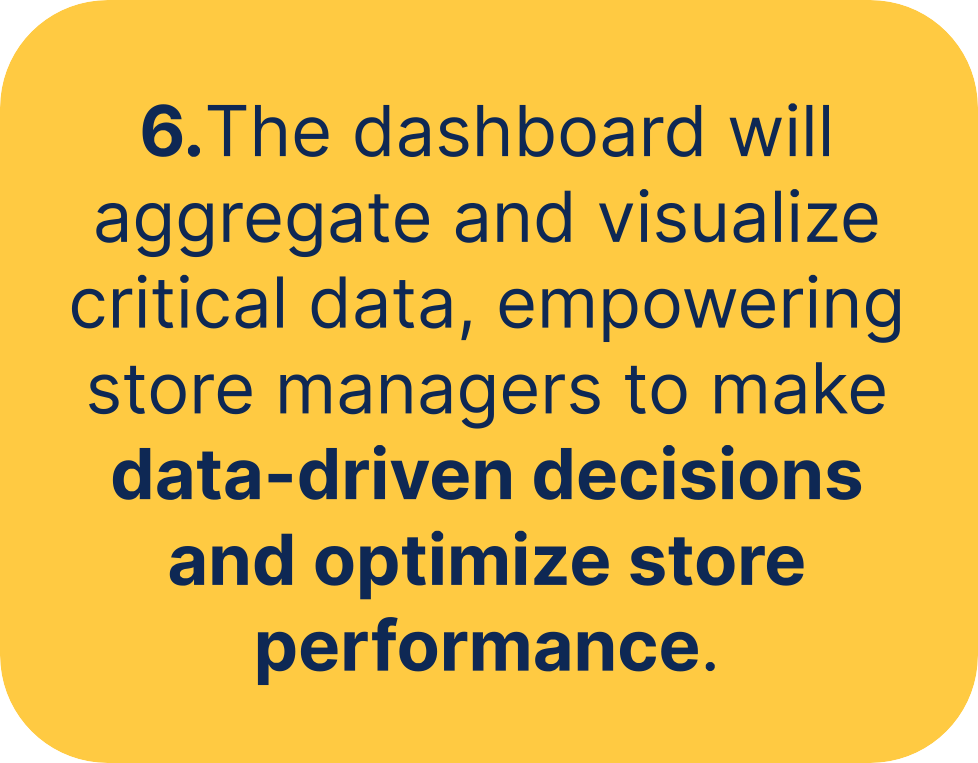 6.The dashboard will
aggregate and visualize
critical data, empowering
store managers to make
data-driven decisions
and optimize store
performance.